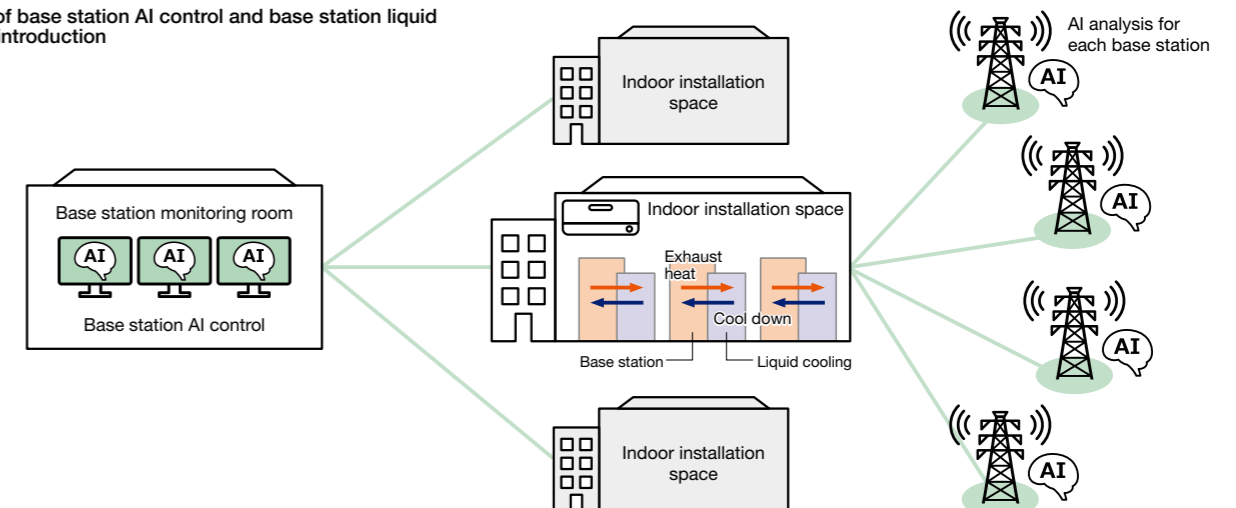 of base station AI control and base station liquid
introduction
AI analysis for
each base station
AI
Indoor installation
space
AI
Base station monitoring room
AI
AI
AI
Base station AI control
Indoor installation space
Exhaust
heat
Cool down
Base station
Liquid cooling
AI
Indoor installation
space
AI